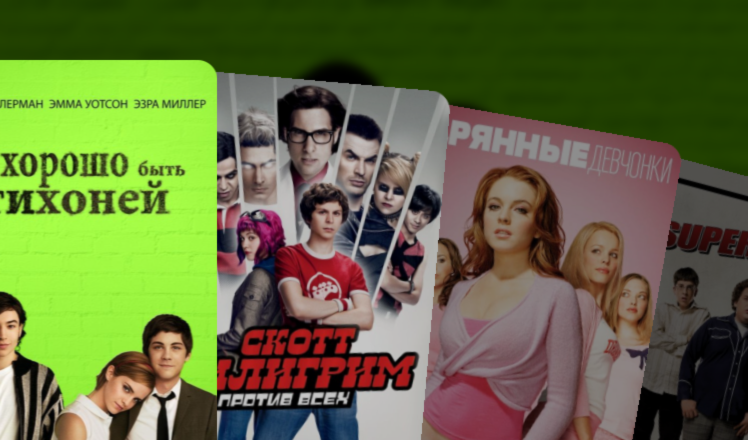 ЛЕРМАН ЭММА УОТСОН ЭЗРА МИЛЛЕР
хорошо быть
тихоней
СКОТТ
ЛИГРИМ
ПРОТИВ ВСЕХ
РЯННЫЕ ДЕВЧОНКИ
SUPER